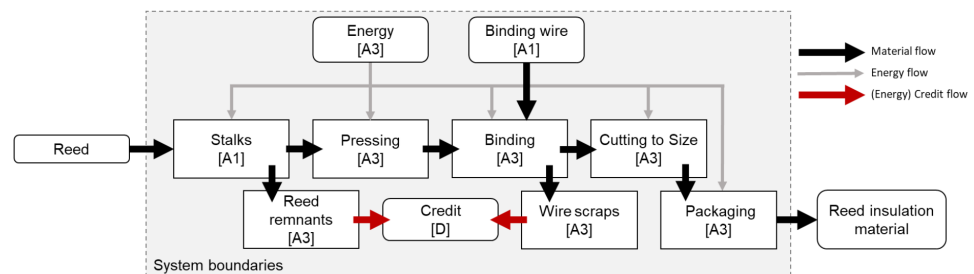 Energy
[A3]
Binding wire
[A1]
Material flow
Energy flow
(Energy) Credit flow
Reed
Stalks
[A1]
Pressing
[A3]
Binding
[A3]
Cutting to Size
[A3]
Reed
remnants
[A3]
Credit
[D]
Wire scraps
[A3]
Packaging
[A3]
Reed insulation
material
System boundaries